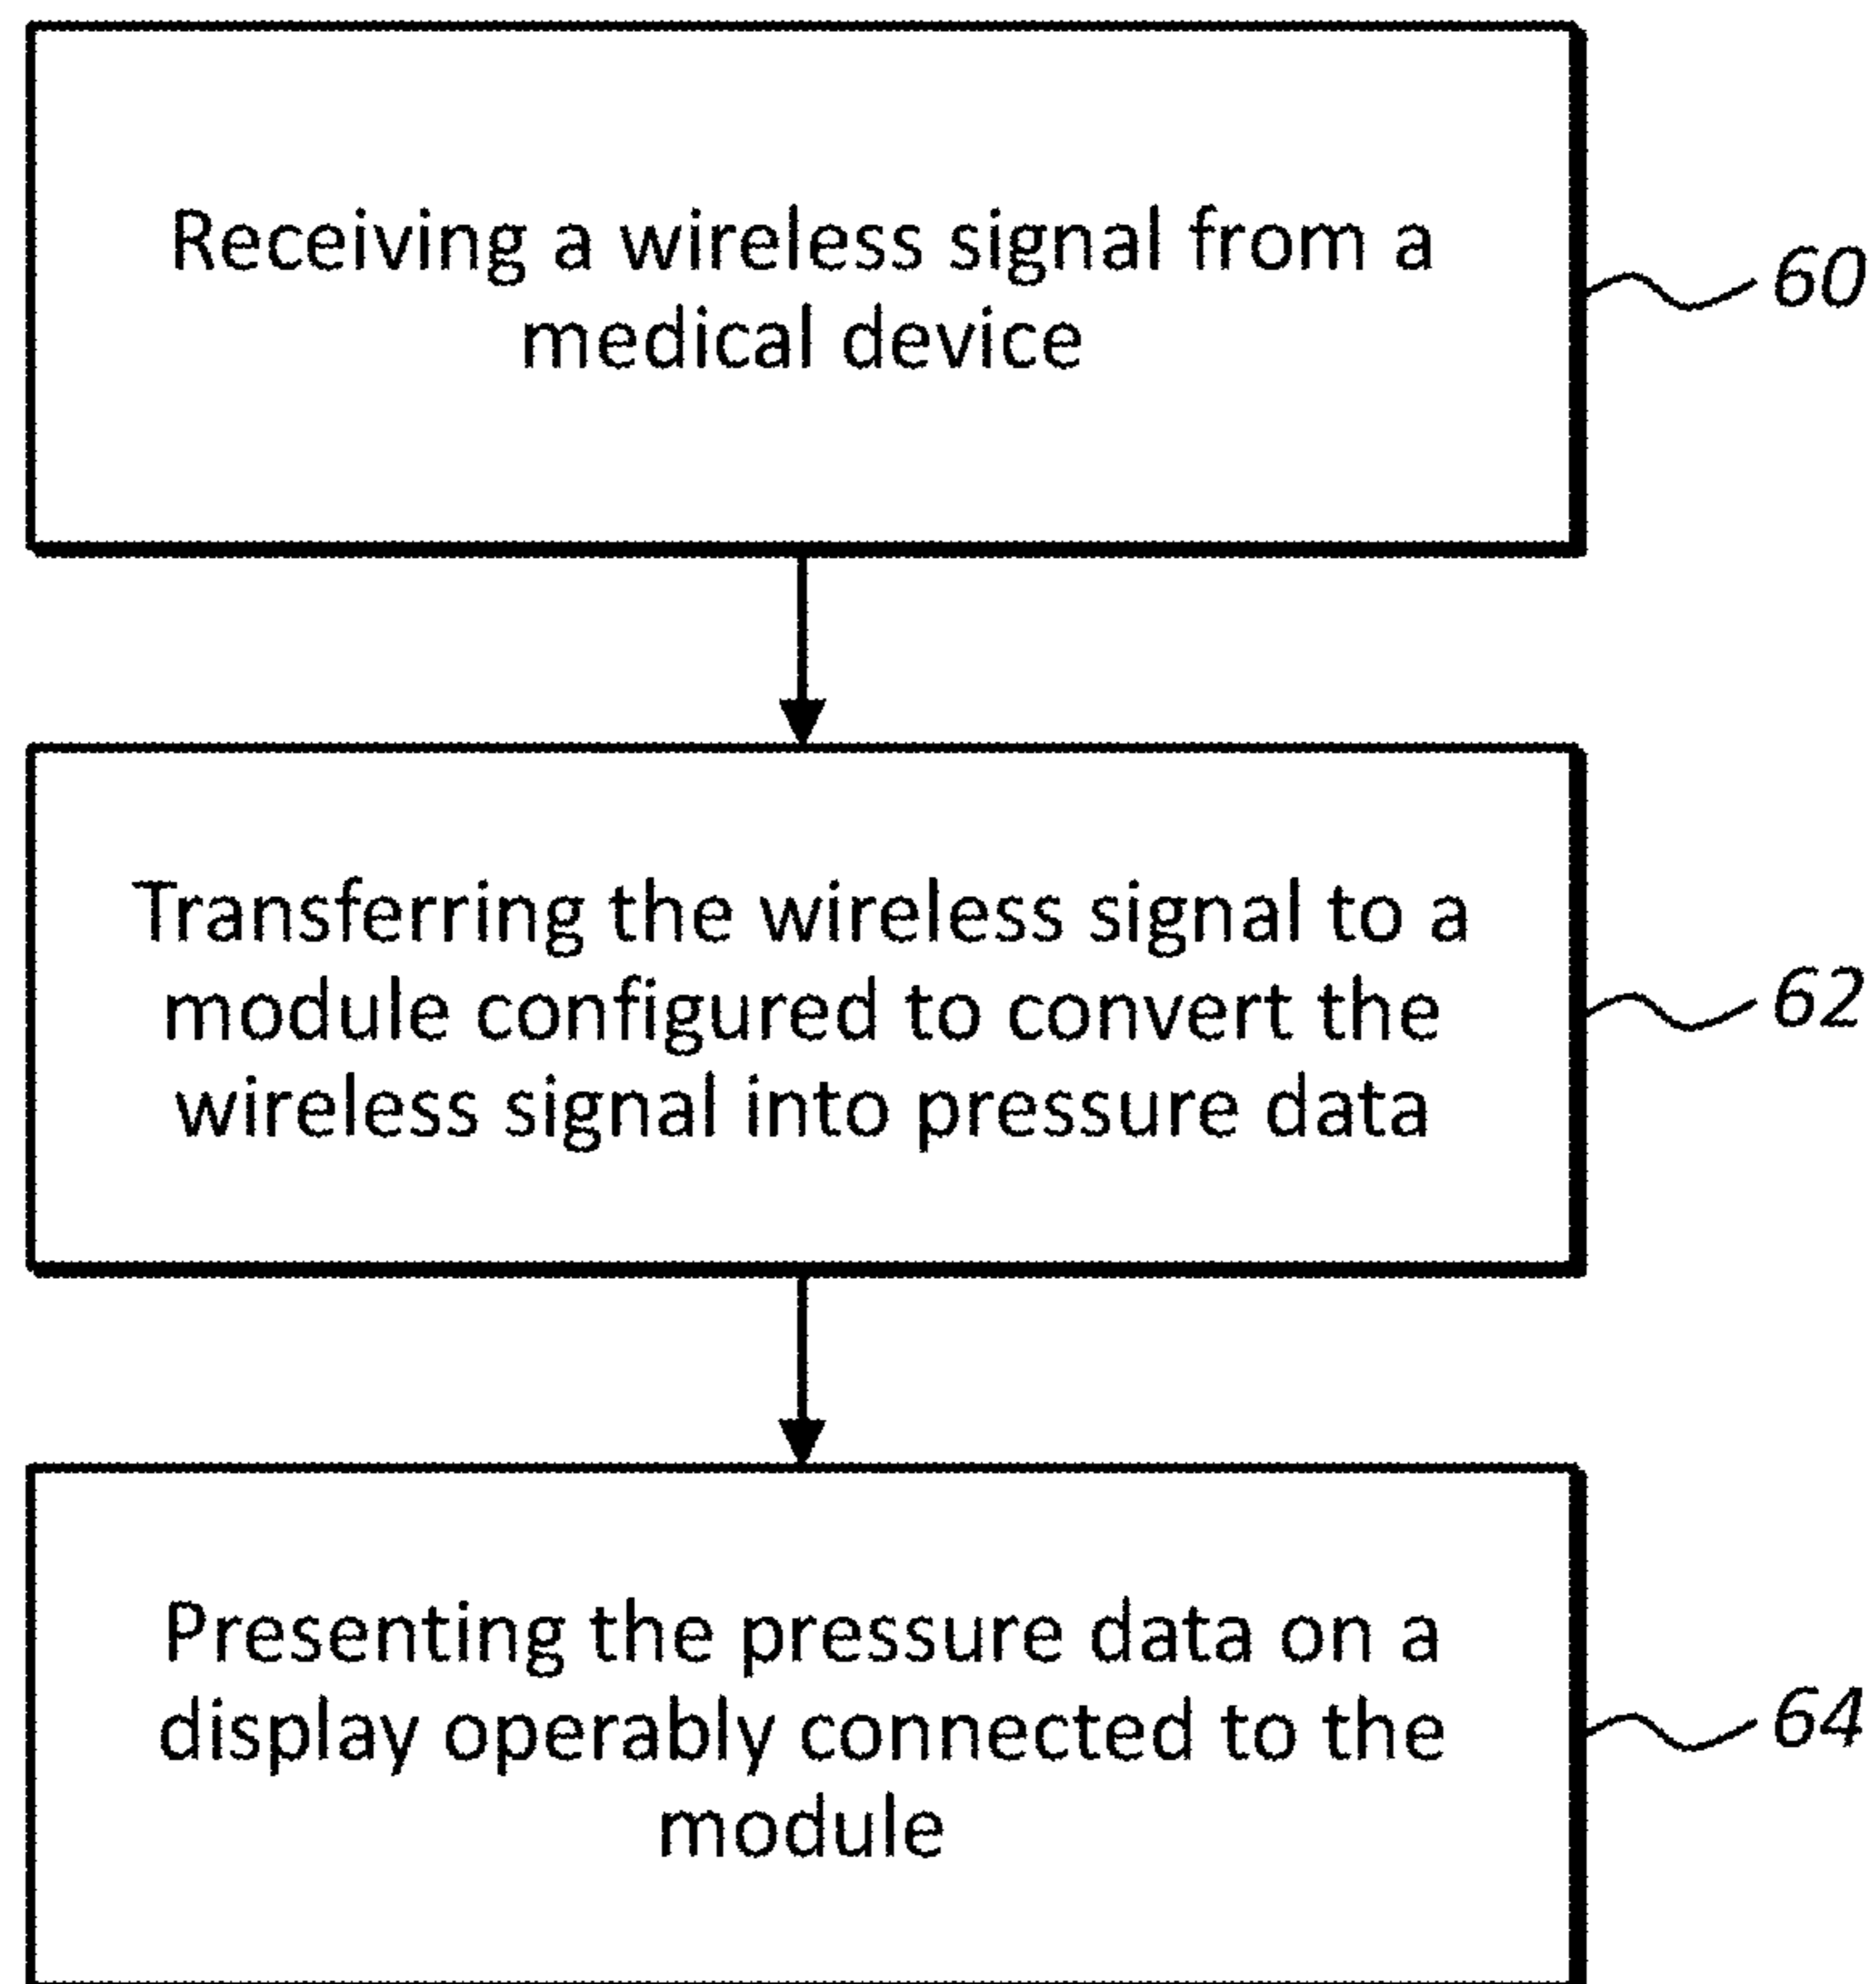 Receiving a wireless signal from a
medical device
60
Transferring the wireless signal to a
module configured to convert the
wireless signal into pressure data
62
Presenting the pressure data on a
display operably connected to the
module
64